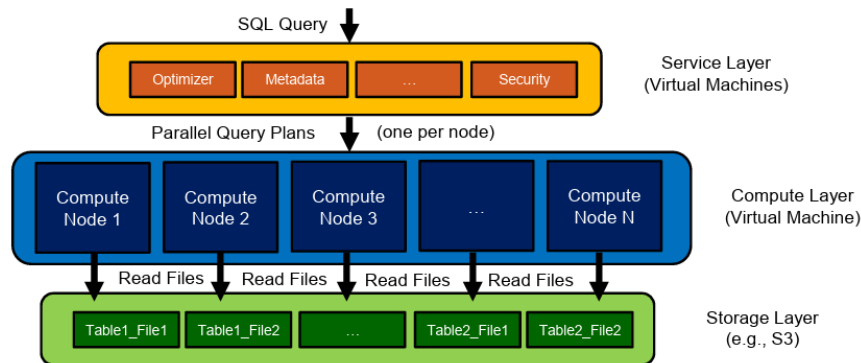 SQL Query
Optimizer
Metadata
...
Security
Service Layer
(Virtual Machines)
Parallel Query Plans
(one per node)
Compute
Node 1
Compute
Node 2
Compute
Node 3
...
Compute
Node N
Compute Layer
(Virtual Machine)
Read Files
Read Files
Read Files
Read Files
Table1_File1
Table1_File2
...
Table2_File1
Table2_File2
Storage Layer
(e.g., S3)